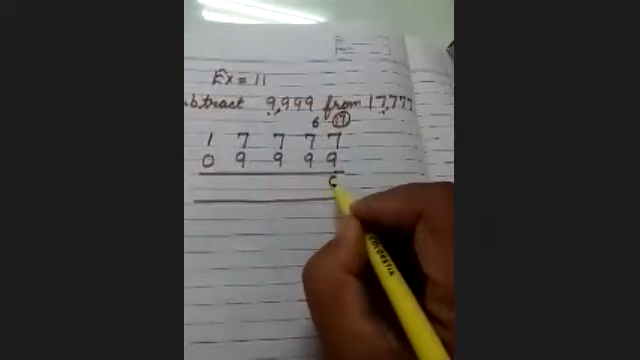 Ex = 11
btract 9,999 from 17,777
6 17
1 7 7 7 7
0 9 9 9 9